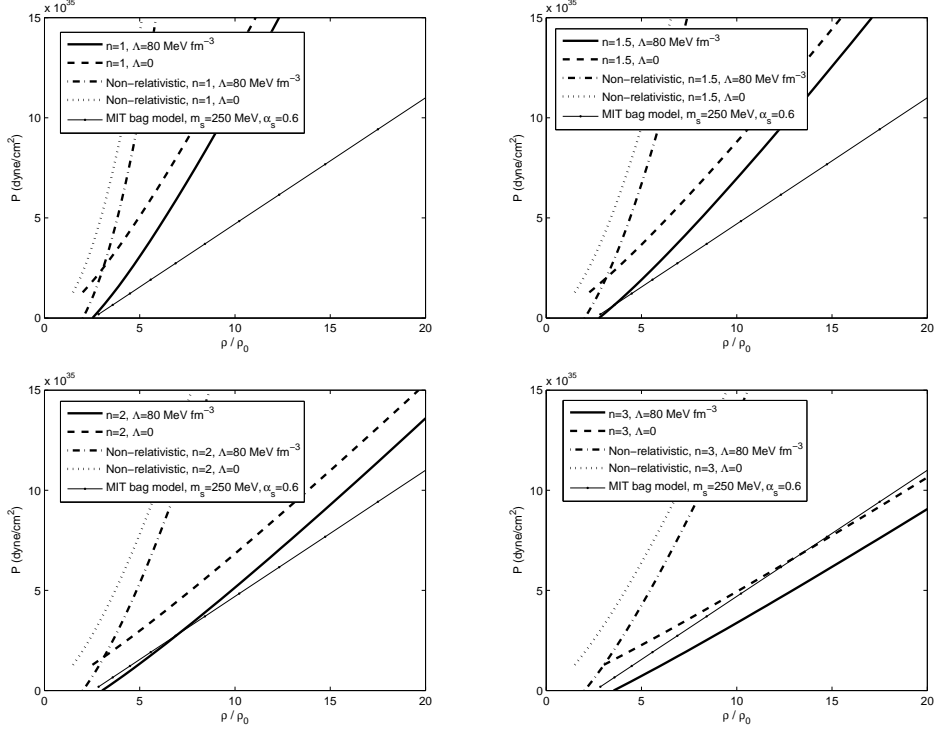 x 10^35
15
10
5
0
P (dyne/cm^2)
n=1, Λ=80 MeV fm^−3
n=1, Λ=0
Non−relativistic, n=1, Λ=80 MeV fm^−3
Non−relativistic, n=1, Λ=0
MIT bag model, m_s=250 MeV, α_s=0.6
0 5 10 15 20
ρ / ρ_0
x 10^35
15
10
5
0
P (dyne/cm^2)
n=1.5, Λ=80 MeV fm^−3
n=1.5, Λ=0
Non−relativistic, n=1.5, Λ=80 MeV fm^−3
Non−relativistic, n=1.5, Λ=0
MIT bag model, m_s=250 MeV, α_s=0.6
0 5 10 15 20
ρ / ρ_0
x 10^35
15
10
5
0
P (dyne/cm^2)
n=2, Λ=80 MeV fm^−3
n=2, Λ=0
Non−relativistic, n=2, Λ=80 MeV fm^−3
Non−relativistic, n=2, Λ=0
MIT bag model, m_s=250 MeV, α_s=0.6
0 5 10 15 20
ρ / ρ_0
x 10^35
15
10
5
0
P (dyne/cm^2)
n=3, Λ=80 MeV fm^−3
n=3, Λ=0
Non−relativistic, n=3, Λ=80 MeV fm^−3
Non−relativistic, n=3, Λ=0
MIT bag model, m_s=250 MeV, α_s=0.6
0 5 10 15 20
ρ / ρ_0